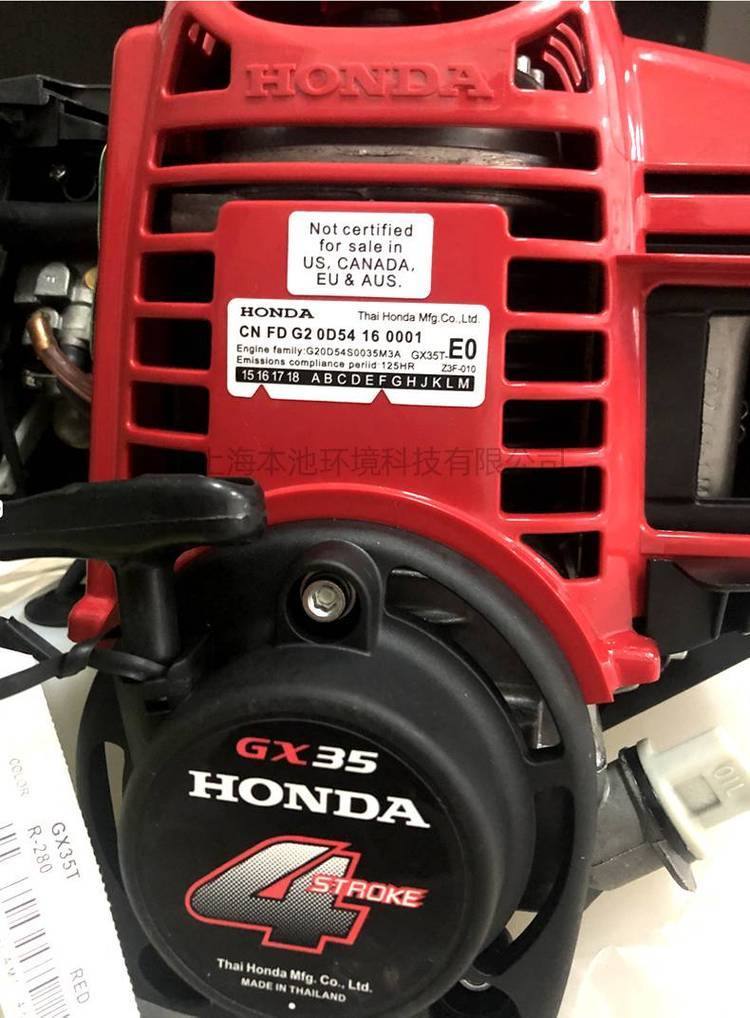 HONDA
Not certified
for sale in
US, CANADA,
EU & AUS.
HONDA Thai Honda Mfg.Co.,Ltd.
CN FD G2 0D54 16 0001
Engine family:G20D54S0035M3A GX35T-E0
Emissions compliance periid 125HR Z3F-010
15 16 17 18 A B C D E F G H J K L M
上海本池环境科技有限公司
GX35
HONDA
4
STROKE
Thai Honda Mfg. Co., Ltd.
MADE IN THAILAND
OIL
COLOR
GX35T
R-280
RED